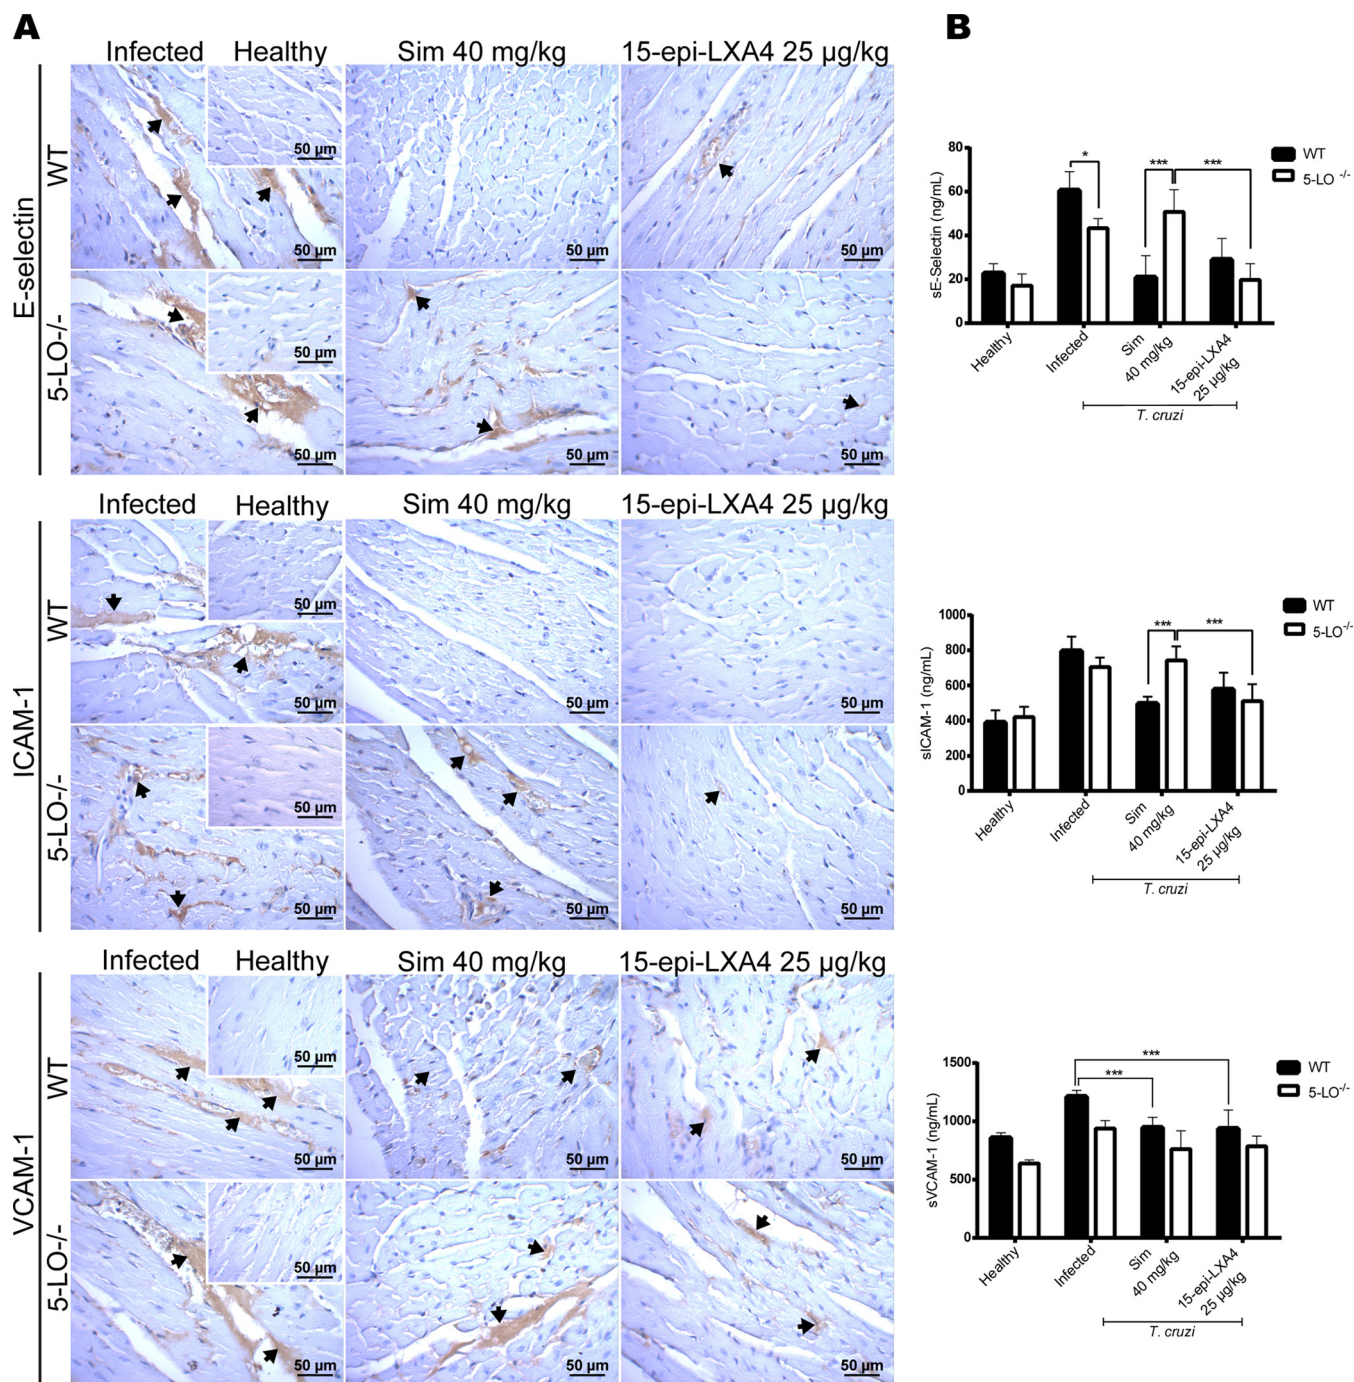 A
Infected Healthy Sim 40 mg/kg 15-epi-LXA4 25 µg/kg
E-selectin
WT
50 µm
50 µm
50 µm
50 µm
5-LO-/-
50 µm
50 µm
50 µm
50 µm
Infected Healthy Sim 40 mg/kg 15-epi-LXA4 25 µg/kg
ICAM-1
WT
50 µm
50 µm
50 µm
50 µm
5-LO-/-
50 µm
50 µm
50 µm
50 µm
Infected Healthy Sim 40 mg/kg 15-epi-LXA4 25 µg/kg
VCAM-1
WT
50 µm
50 µm
50 µm
50 µm
5-LO-/-
50 µm
50 µm
50 µm
50 µm
B
sE-Selectin (ng/mL)
80
60
40
20
0
*
***
***
WT
5-LO -/-
Healthy
Infected
Sim
40 mg/kg
15-epi-LXA4
25 µg/kg
T. cruzi
sICAM-1 (ng/mL)
1000
800
600
400
200
0
***
***
WT
5-LO-/-
Healthy
Infected
Sim
40 mg/kg
15-epi-LXA4
25 µg/kg
T. cruzi
sVCAM-1 (ng/mL)
1500
1000
500
0
***
***
WT
5-LO-/-
Healthy
Infected
Sim
40 mg/kg
15-epi-LXA4
25 µg/kg
T. cruzi